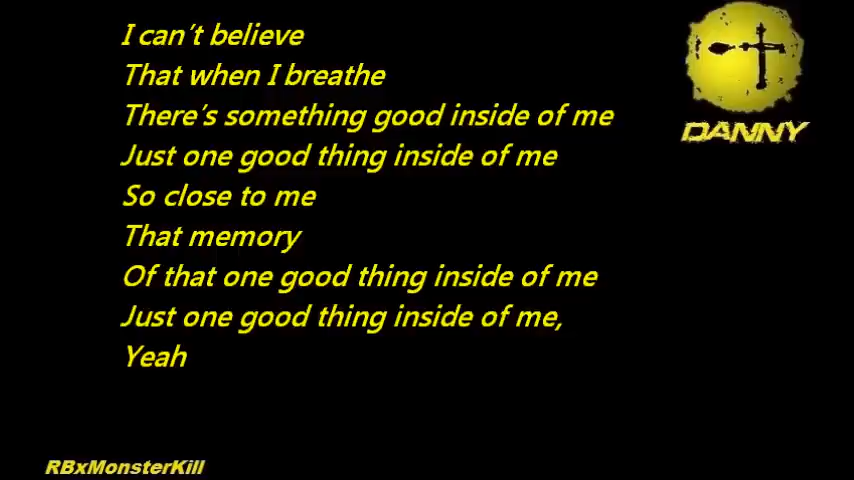 I can't believe
That when I breathe
There's something good inside of me
Just one good thing inside of me
So close to me
That memory
Of that one good thing inside of me
Just one good thing inside of me,
Yeah
DANNY
RBxMonsterKill